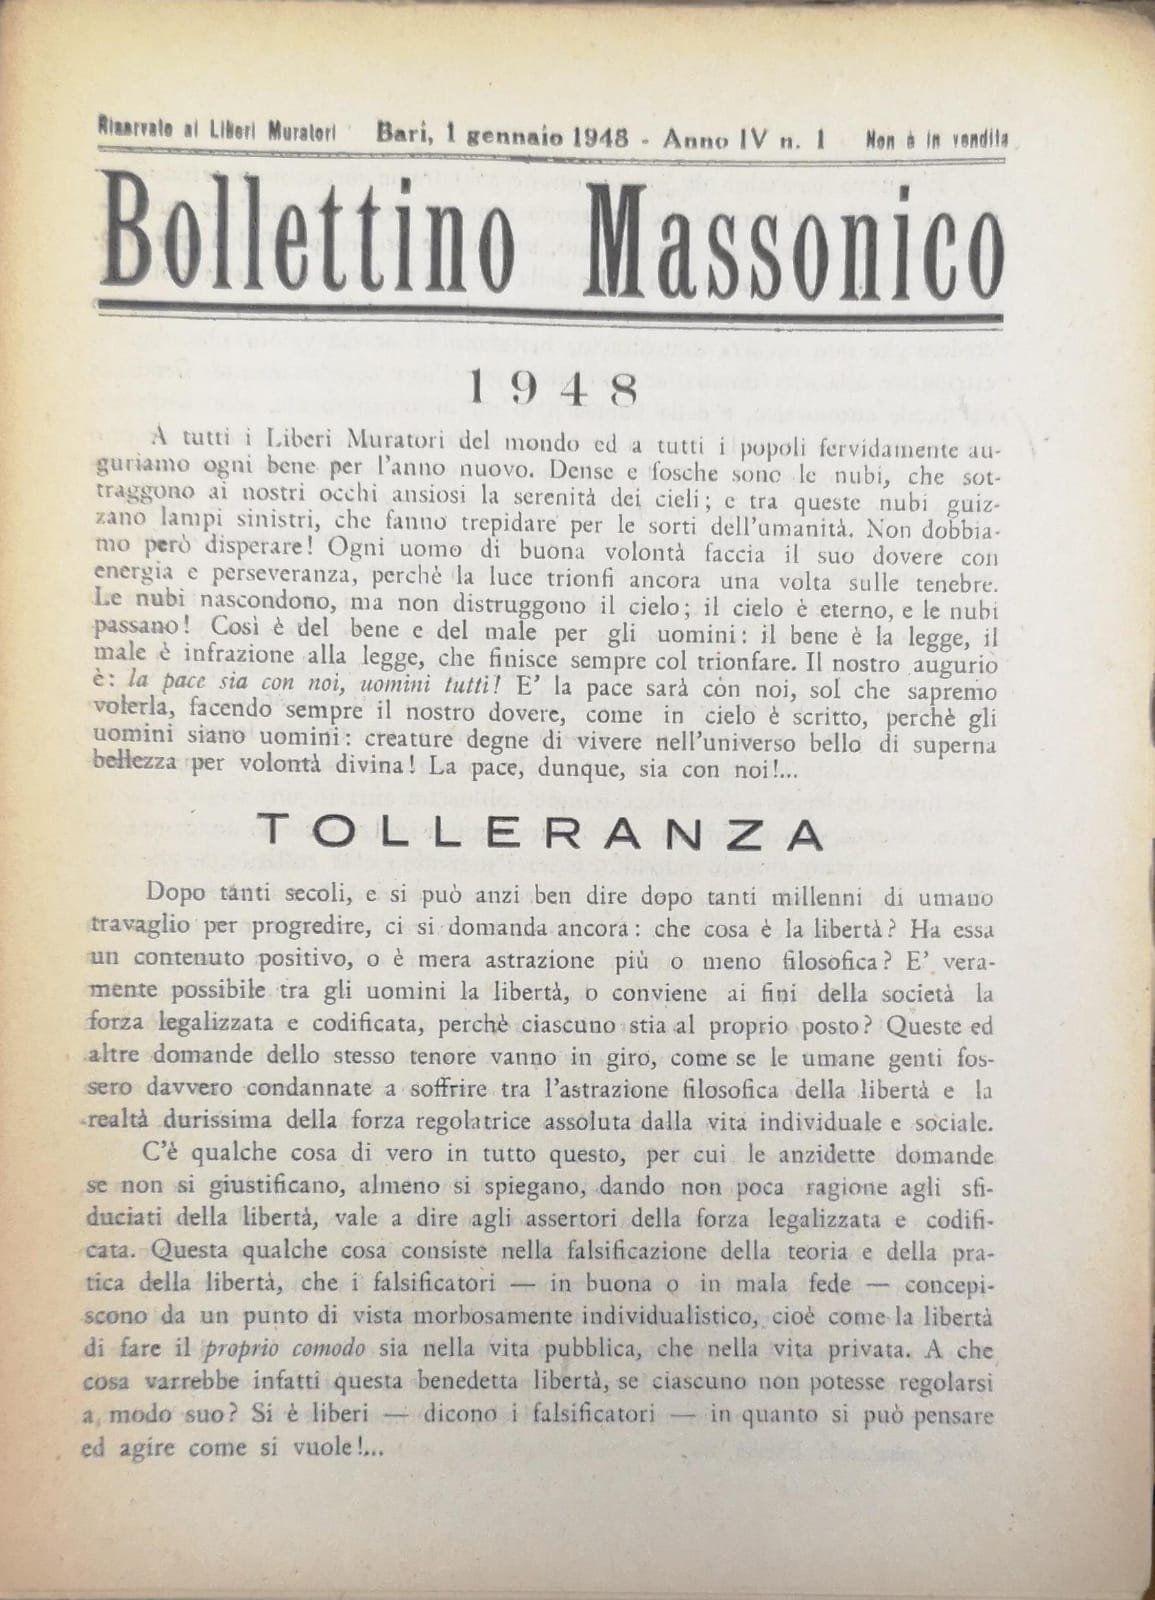 Riservato ai Liberi Muratori Bari, 1 gennaio 1948 - Anno IV n. 1 Non è in vendita
Bollettino Massonico
1948
A tutti i Liberi Muratori del mondo ed a tutti i popoli fervidamente au-
guriamo ogni bene per l'anno nuovo. Dense e fosche sono le nubi, che sot-
traggono ai nostri occhi ansiosi la serenità dei cieli; e tra queste nubi guiz-
zano lampi sinistri, che fanno trepidare per le sorti dell'umanità. Non dobbia-
mo però disperare! Ogni uomo di buona volontà faccia il suo dovere con
energia e perseveranza, perchè la luce trionfi ancora una volta sulle tenebre.
Le nubi nascondono, ma non distruggono il cielo; il cielo è eterno, e le nubi
passano! Così è del bene e del male per gli uomini: il bene è la legge, il
male è infrazione alla legge, che finisce sempre col trionfare. Il nostro augurio
è: la pace sia con noi, uomini tutti! E' la pace sarà con noi, sol che sapremo
volerla, facendo sempre il nostro dovere, come in cielo è scritto, perchè gli
uomini siano uomini: creature degne di vivere nell'universo bello di superna
bellezza per volontà divina! La pace, dunque, sia con noi!...
TOLLERANZA
Dopo tanti secoli, e si può anzi ben dire dopo tanti millenni di umano
travaglio per progredire, ci si domanda ancora: che cosa è la libertà? Ha essa
un contenuto positivo, o è mera astrazione più o meno filosofica? E' vera-
mente possibile tra gli uomini la libertà, o conviene ai fini della società la
forza legalizzata e codificata, perchè ciascuno stia al proprio posto? Queste ed
altre domande dello stesso tenore vanno in giro, come se le umane genti fos-
sero davvero condannate a soffrire tra l'astrazione filosofica della libertà e la
realtà durissima della forza regolatrice assoluta dalla vita individuale e sociale.
C'è qualche cosa di vero in tutto questo, per cui le anzidette domande
se non si giustificano, almeno si spiegano, dando non poca ragione agli sfi-
duciati della libertà, vale a dire agli assertori della forza legalizzata e codifi-
cata. Questa qualche cosa consiste nella falsificazione della teoria e della pra-
tica della libertà, che i falsificatori — in buona o in mala fede — concepi-
scono da un punto di vista morbosamente individualistico, cioè come la libertà
di fare il proprio comodo sia nella vita pubblica, che nella vita privata. A che
cosa varrebbe infatti questa benedetta libertà, se ciascuno non potesse regolarsi
a modo suo? Si è liberi — dicono i falsificatori — in quanto si può pensare
ed agire come si vuole!...